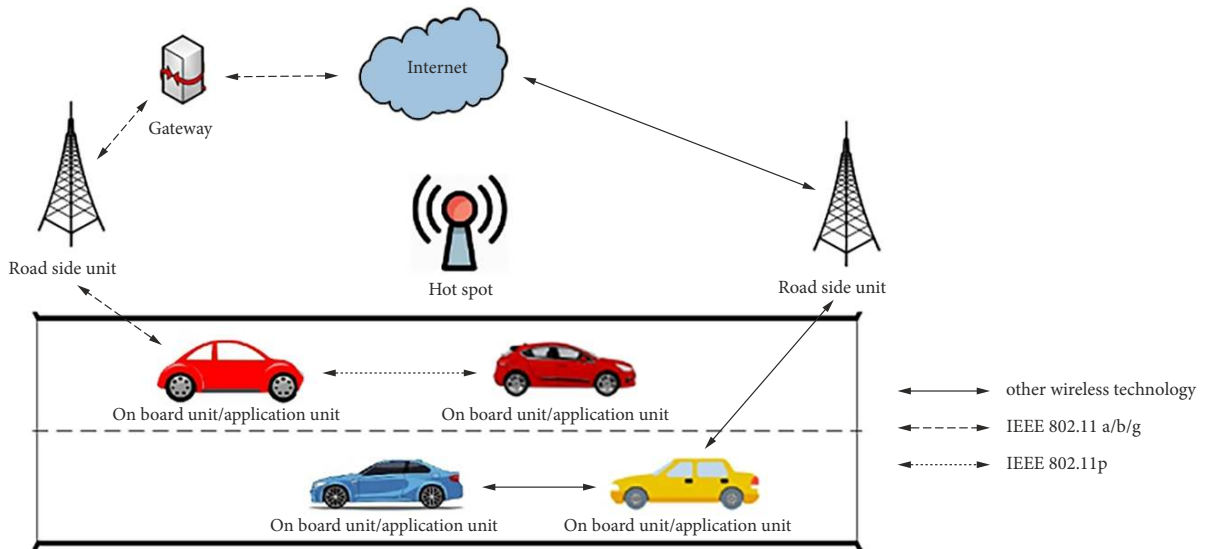 Internet
Gateway
Road side unit
Hot spot
Road side unit
On board unit/application unit
On board unit/application unit
other wireless technology
IEEE 802.11 a/b/g
IEEE 802.11p
On board unit/application unit
On board unit/application unit